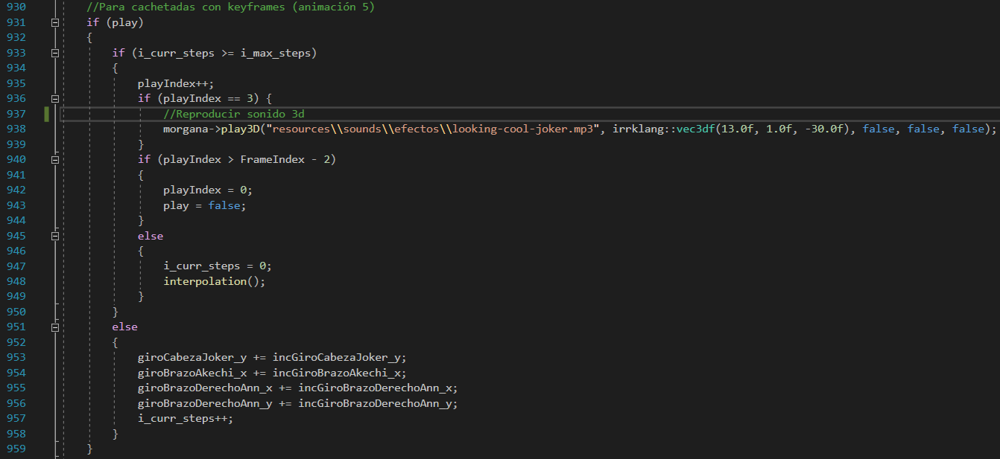 930 //Para cachetadas con keyframes (animación 5)
931 if (play)
932 {
933 if (i_curr_steps >= i_max_steps)
934 {
935 playIndex++;
936 if (playIndex == 3) {
937 //Reproducir sonido 3d
938 morgana->play3D("resources\\sounds\\efectos\\looking-cool-joker.mp3", irrklang::vec3df(13.0f, 1.0f, -30.0f), false, false, false);
939 }
940 if (playIndex > FrameIndex - 2)
941 {
942 playIndex = 0;
943 play = false;
944 }
945 else
946 {
947 i_curr_steps = 0;
948 interpolation();
949 }
950 }
951 else
952 {
953 giroCabezaJoker_y += incGiroCabezaJoker_y;
954 giroBrazoAkechi_x += incGiroBrazoAkechi_x;
955 giroBrazoDerechoAnn_x += incGiroBrazoDerechoAnn_x;
956 giroBrazoDerechoAnn_y += incGiroBrazoDerechoAnn_y;
957 i_curr_steps++;
958 }
959 }